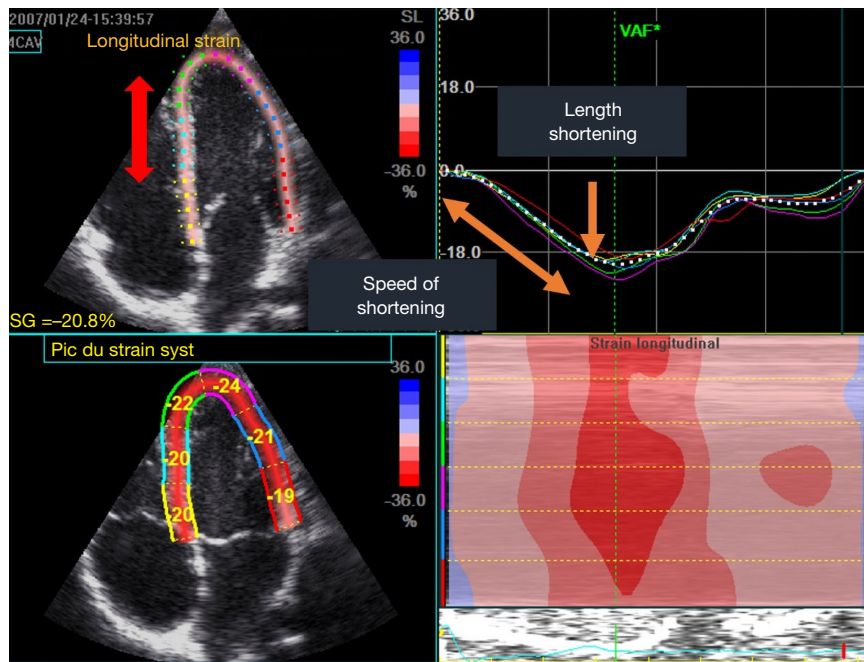 2007/01/24-15:39:57
4CAV
Longitudinal strain
SL
36.0
-36.0
%
SG =–20.8%
36.0
VAF*
18.0
0.0
-18.0
Length
shortening
Speed of
shortening
Pic du strain syst
-22
-24
-20
-21
-20
-19
36.0
-36.0
%
Strain longitudinal